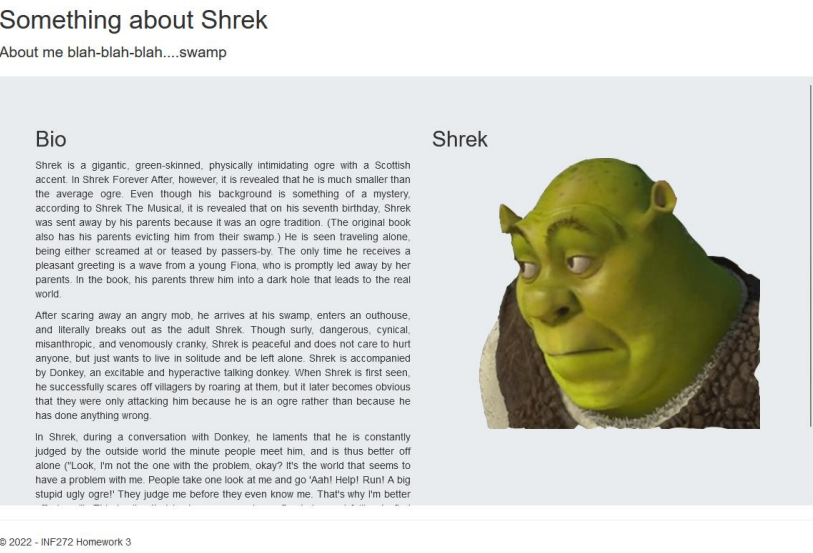 Something about Shrek
About me blah-blah-blah....swamp
Bio
Shrek is a gigantic, green-skinned, physically intimidating ogre with a Scottish
accent. In Shrek Forever After, however, it is revealed that he is much smaller than
the average ogre. Even though his background is something of a mystery,
according to Shrek The Musical, it is revealed that on his seventh birthday, Shrek
was sent away by his parents because it was an ogre tradition. (The original book
also has his parents evicting him from their swamp.) He is seen traveling alone,
being either screamed at or teased by passers-by. The only time he receives a
pleasant greeting is a wave from a young Fiona, who is promptly led away by her
parents. In the book, his parents threw him into a dark hole that leads to the real
world.
After scaring away an angry mob, he arrives at his swamp, enters an outhouse,
and literally breaks out as the adult Shrek. Though surly, dangerous, cynical,
misanthropic, and venomously cranky, Shrek is peaceful and does not care to hurt
anyone, but just wants to live in solitude and be left alone. Shrek is accompanied
by Donkey, an excitable and hyperactive talking donkey. When Shrek is first seen,
he successfully scares off villagers by roaring at them, but it later becomes obvious
that they were only attacking him because he is an ogre rather than because he
has done anything wrong.
In Shrek, during a conversation with Donkey, he laments that he is constantly
judged by the outside world the minute people meet him, and is thus better off
alone ("Look, I'm not the one with the problem, okay? It's the world that seems to
have a problem with me. People take one look at me and go 'Aah! Help! Run! A big
stupid ugly ogre!' They judge me before they even know me. That's why I'm better
Shrek
© 2022 - INF272 Homework 3